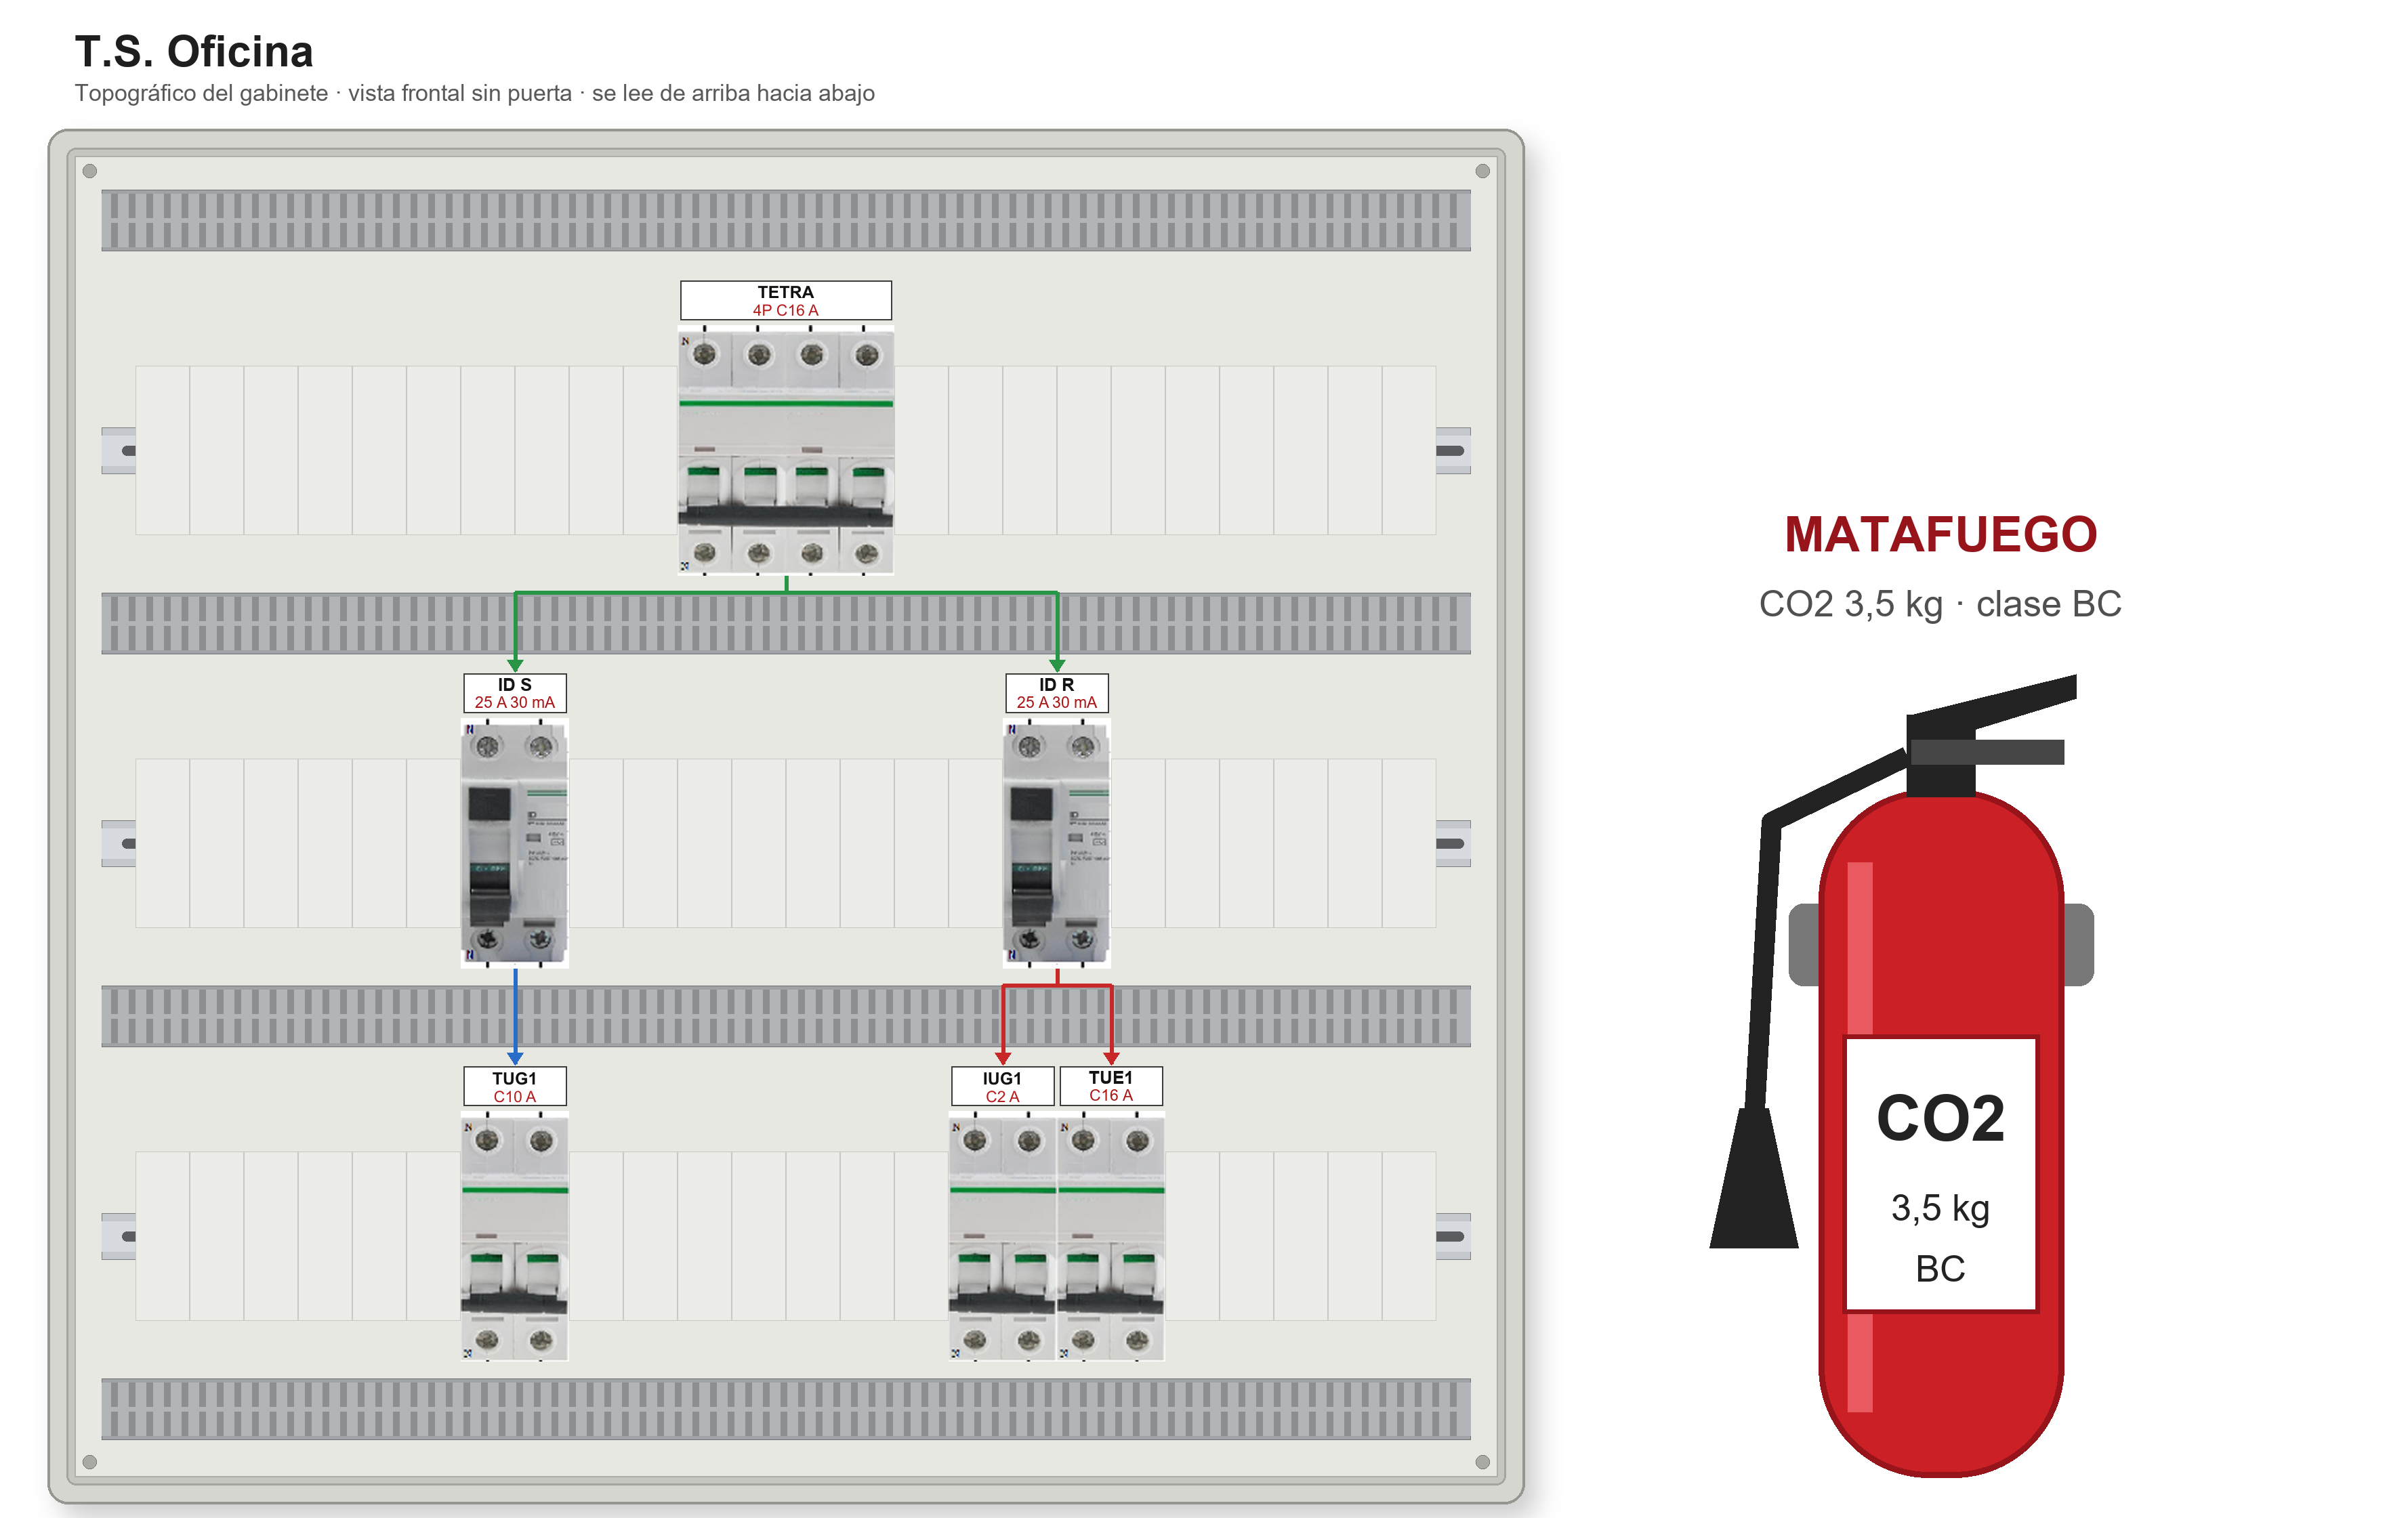 T.S. Oficina
Topográfico del gabinete · vista frontal sin puerta · se lee de arriba hacia abajo
TETRA
4P C16 A
N
N
MATAFUEGO
CO2 3,5 kg · clase BC
ID S
25 A 30 mA
ID R
25 A 30 mA
N
N
ID
ID
N
N
TUG1
C10 A
IUG1
C2 A
TUE1
C16 A
N
N
N
N
N
N
CO2
3,5 kg
BC